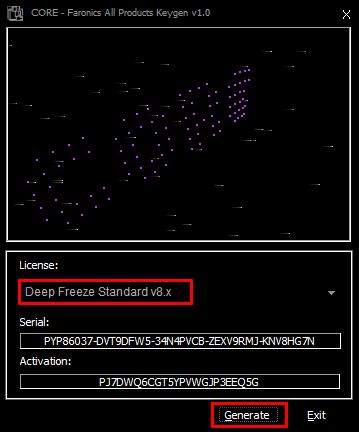 CORE - Faronics All Products Keygen v1.0
License:
Deep Freeze Standard v8.x
Serial:
PYP86037-DVT9DFW5-34N4PVCB-ZEXV9RMJ-KNV8HG7N
Activation:
PJ7DWQ6CGT5YPVWGJP3EEQ5G
Generate Exit